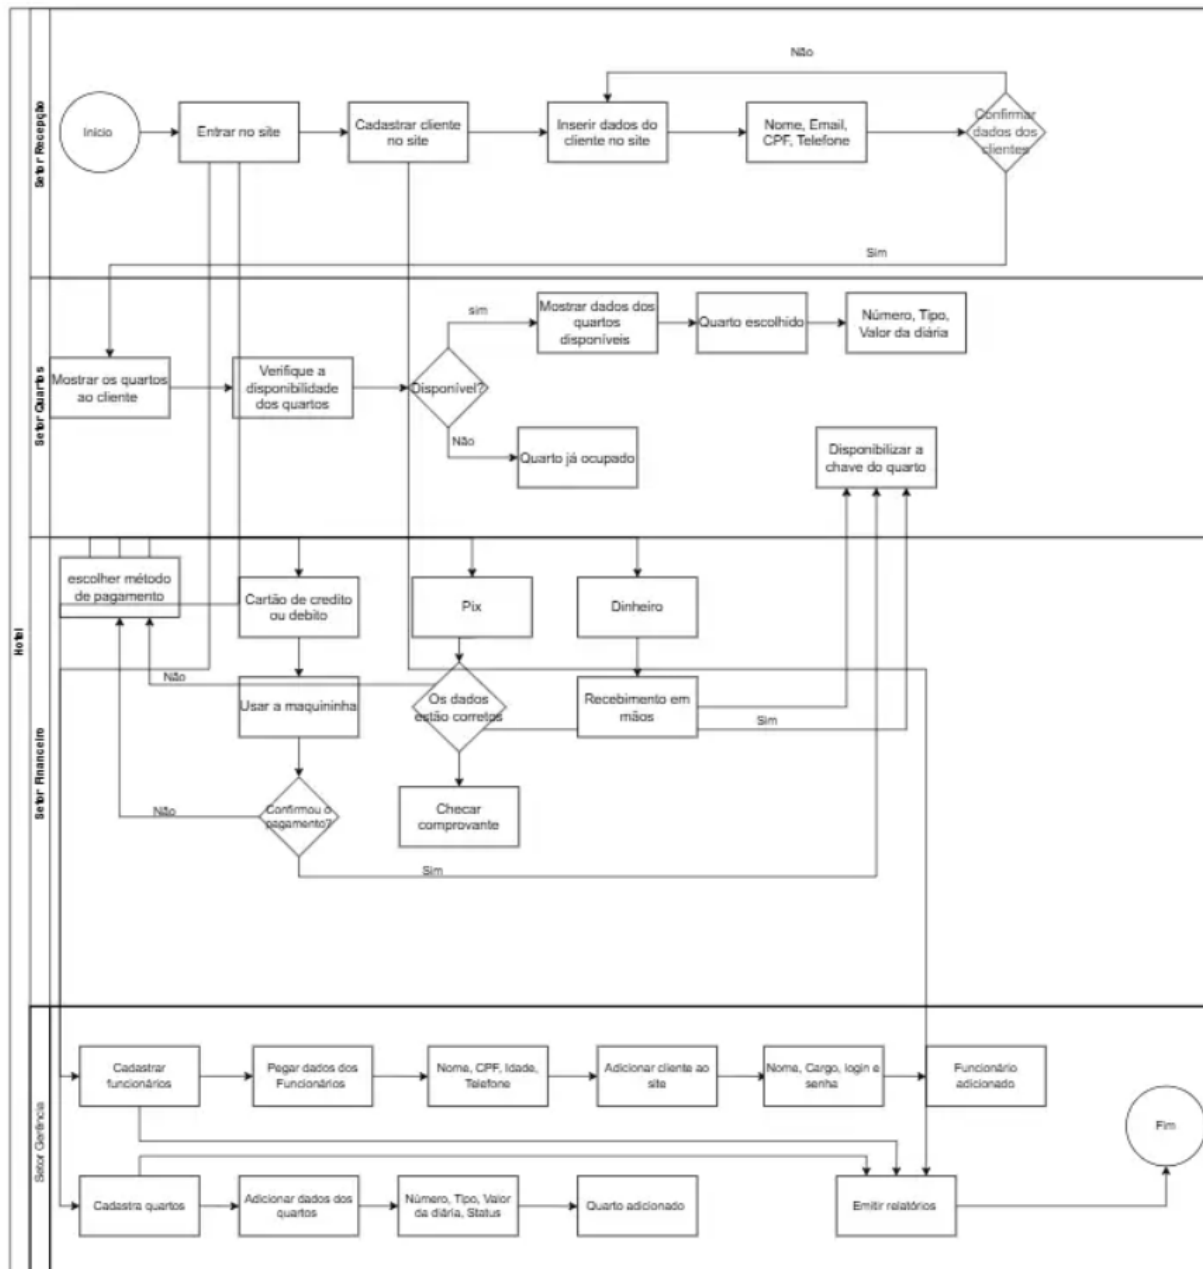 Hotel
Setor Recepção
Início
Entrar no site
Cadastrar cliente
no site
Inserir dados do
cliente no site
Nome, Email,
CPF, Telefone
Confirmar
dados dos
clientes
Não
Sim
Setor Quartos
Mostrar os quartos
ao cliente
Verifique a
disponibilidade
dos quartos
Disponível?
sim
Mostrar dados dos
quartos
disponíveis
Quarto escolhido
Número, Tipo,
Valor da diária
Não
Quarto já ocupado
Disponibilizar a
chave do quarto
Setor Financeiro
escolher método
de pagamento
Cartão de credito
ou debito
Pix
Dinheiro
Não
Usar a maquininha
Os dados
estão corretos
Recebimento em
mãos
Sim
Não
Confirmou o
pagamento?
Checar
comprovante
Sim
Setor Gerência
Cadastrar
funcionários
Pegar dados dos
Funcionários
Nome, CPF, Idade,
Telefone
Adicionar cliente ao
site
Nome, Cargo, login e
senha
Funcionário
adicionado
Cadastra quartos
Adicionar dados dos
quartos
Número, Tipo, Valor
da diária, Status
Quarto adicionado
Emitir relatórios
Fim